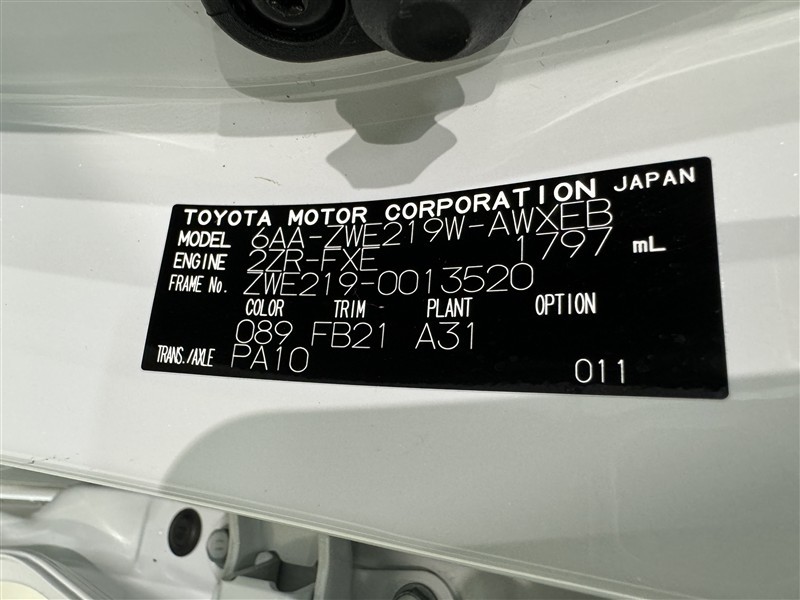 TOYOTA MOTOR CORPORATION JAPAN
MODEL 6AA-ZWE219W-AWXEB
ENGINE 2ZR-FXE 1797 mL
FRAME No. ZWE219-0013520
COLOR TRIM PLANT OPTION
089 FB21 A31
TRANS./AXLE PA10
011